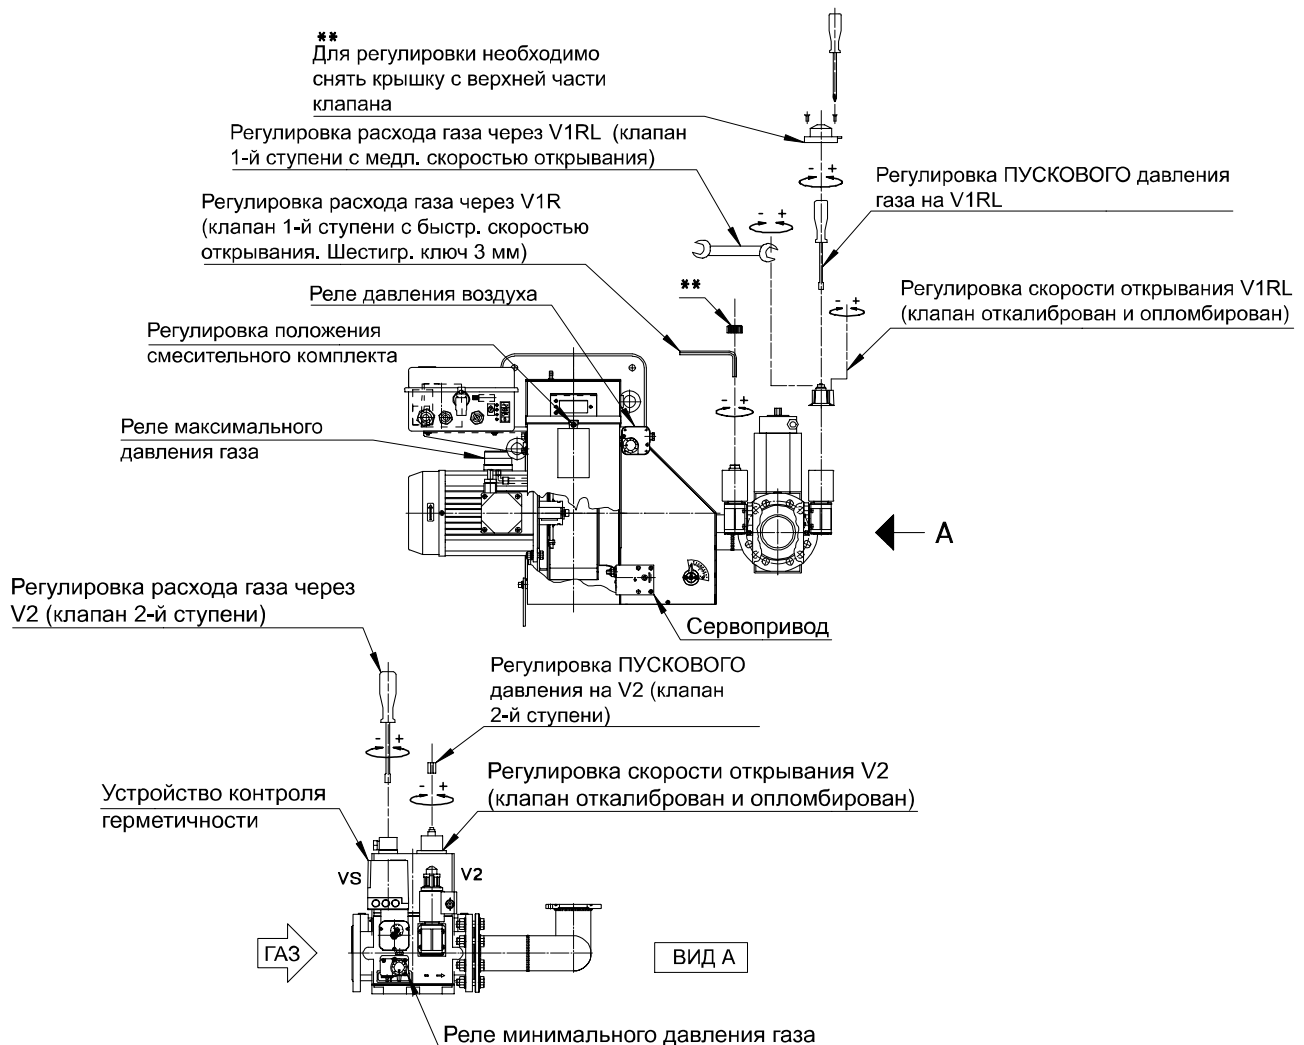 **
Для регулировки необходимо
снять крышку с верхней части
клапана
Регулировка расхода газа через V1RL (клапан
1-й ступени с медл. скоростью открывания)
Регулировка ПУСКОВОГО давления
газа на V1RL
Регулировка расхода газа через V1R
(клапан 1-й ступени с быстр. скоростью
открывания. Шестигр. ключ 3 мм)
- +
- +
**
Реле давления воздуха
Регулировка скорости открывания V1RL
(клапан откалиброван и опломбирован)
- +
Регулировка положения
смесительного комплекта
- +
Реле максимального
давления газа
A
Регулировка расхода газа через
V2 (клапан 2-й ступени)
Сервопривод
Регулировка ПУСКОВОГО
давления на V2 (клапан
2-й ступени)
- +
Регулировка скорости открывания V2
(клапан откалиброван и опломбирован)
- +
Устройство контроля
герметичности
VS
V2
ГАЗ
ВИД А
Реле минимального давления газа